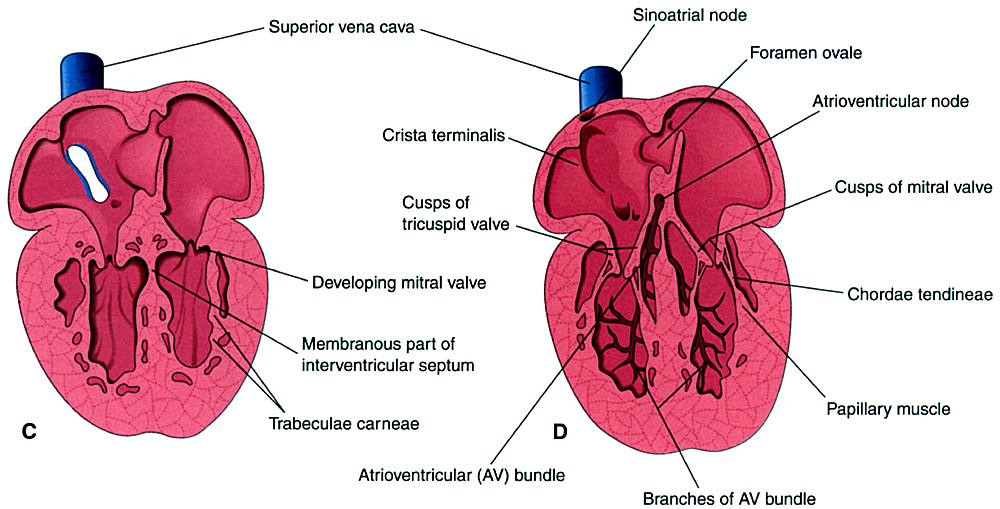 Sinoatrial node
Superior vena cava
Foramen ovale
Atrioventricular node
Crista terminalis
Cusps of mitral valve
Cusps of
tricuspid valve
Developing mitral valve
Chordae tendineae
Membranous part of
interventricular septum
Papillary muscle
Trabeculae carneae
C
D
Atrioventricular (AV) bundle
Branches of AV bundle